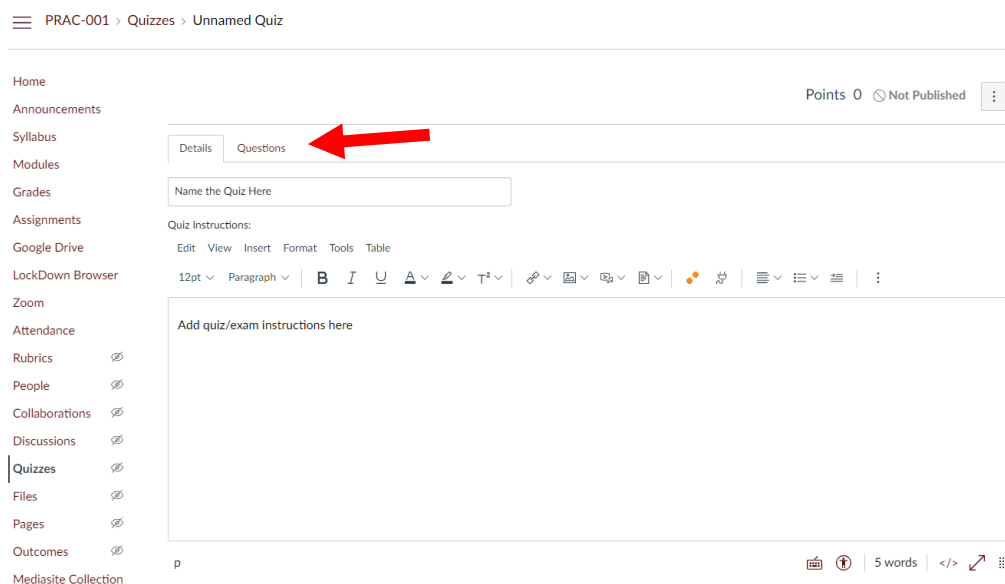 PRAC-001 › Quizzes › Unnamed Quiz
Home
Announcements
Syllabus
Modules
Grades
Assignments
Google Drive
LockDown Browser
Zoom
Attendance
Rubrics
People
Collaborations
Discussions
Quizzes
Files
Pages
Outcomes
Mediasite Collection
Points 0 Not Published
Details Questions
Name the Quiz Here
Quiz Instructions:
Edit View Insert Format Tools Table
12pt Paragraph B I U A T²
Add quiz/exam instructions here
p 5 words </>